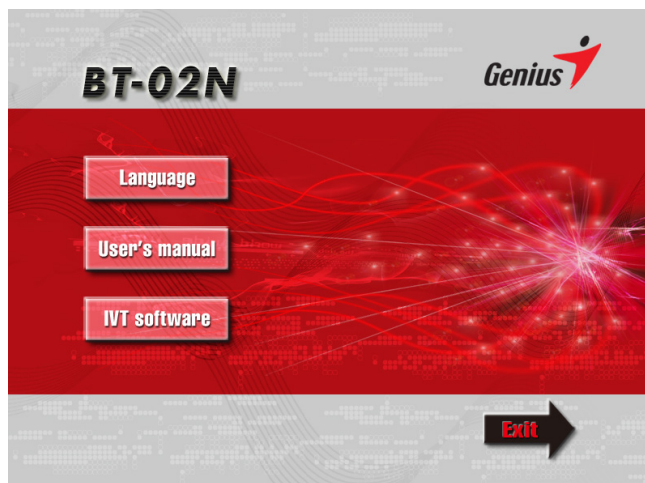 BT-02N
Genius
Language
User's manual
IVT software
Exit